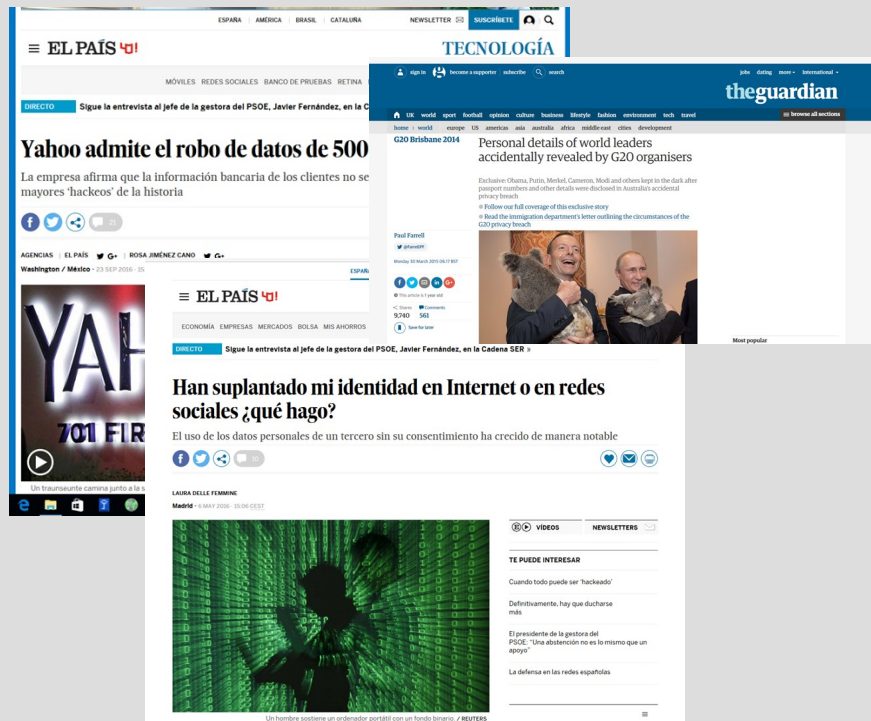 ESPAÑA AMÉRICA BRASIL CATALUÑA NEWSLETTER SUSCRÍBETE
EL PAÍS 40!
TECNOLOGÍA
MÓVILES REDES SOCIALES BANCO DE PRUEBAS RETINA
DIRECTO Sigue la entrevista al jefe de la gestora del PSOE, Javier Fernández, en la C
Yahoo admite el robo de datos de 500
La empresa afirma que la información bancaria de los clientes no se
mayores 'hackeos' de la historia
21
AGENCIAS | EL PAÍS G+ | ROSA JIMÉNEZ CANO G+
Washington / México - 23 SEP 2016 - 15
YAH
701 FIR
Un transeunte camina junto a la s
sign in become a supporter subscribe search jobs dating more International
theguardian
UK world sport football opinion culture business lifestyle fashion environment tech travel browse all sections
home › world europe US americas asia australia africa middle east cities development
G20 Brisbane 2014
Personal details of world leaders
accidentally revealed by G20 organisers
Exclusive: Obama, Putin, Merkel, Cameron, Modi and others kept in the dark after
passport numbers and other details were disclosed in Australia's accidental
privacy breach
Follow our full coverage of this exclusive story
Read the immigration department's letter outlining the circumstances of the
G20 privacy breach
Paul Farrell
@FarrellPF
Monday 30 March 2015 06.17 BST
This article is 1 year old
Shares Comments
9,740 561
Save for later
Most popular
ESPAÑ
EL PAÍS 40!
ECONOMÍA EMPRESAS MERCADOS BOLSA MIS AHORROS
DIRECTO Sigue la entrevista al jefe de la gestora del PSOE, Javier Fernández, en la Cadena SER »
Han suplantado mi identidad en Internet o en redes
sociales ¿qué hago?
El uso de los datos personales de un tercero sin su consentimiento ha crecido de manera notable
LAURA DELLE FEMMINE
Madrid - 6 MAY 2016 - 15:06 CEST
VÍDEOS NEWSLETTERS
TE PUEDE INTERESAR
Cuando todo puede ser 'hackeado'
Definitivamente, hay que ducharse
más
El presidente de la gestora del
PSOE: "Una abstención no es lo mismo que un
apoyo"
La defensa en las redes españolas
Un hombre sostiene un ordenador portátil con un fondo binario. / REUTERS